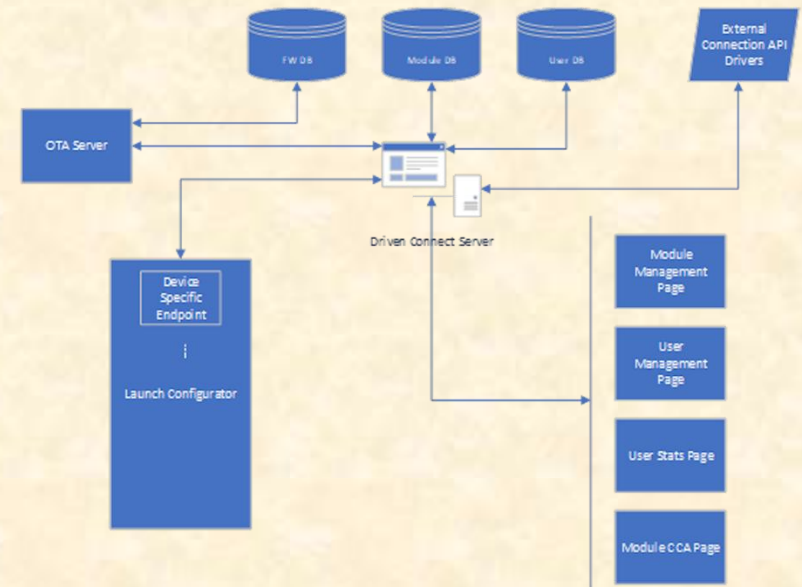 External
Connection API
Drivers
FW DB
Module DB
User DB
OTA Server
Driven Connect Server
Device
Specific
Endpoint
Launch Configurator
Module
Management
Page
User
Management
Page
User Stats Page
Module CCA Page